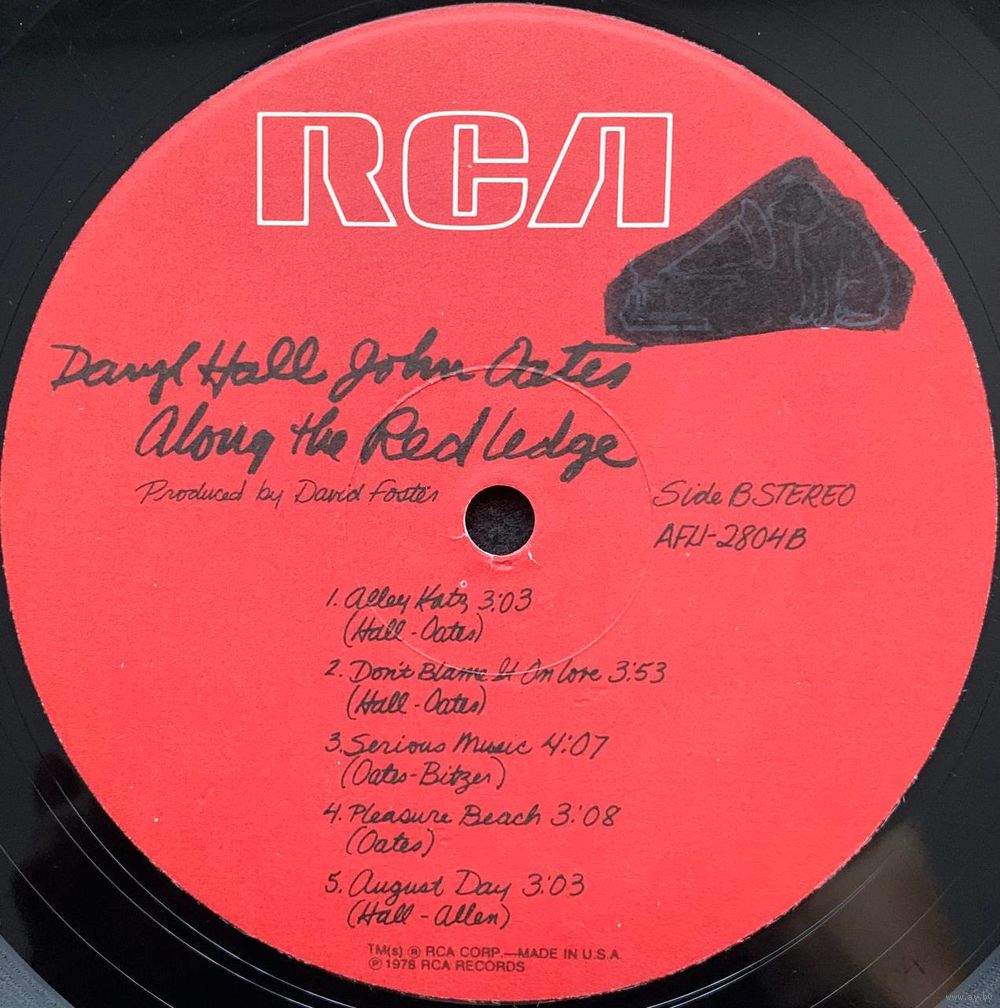 RCA
Daryl Hall John Oates
Along the Red Ledge
Produced by David Foster
Side B STEREO
AFL1-2804B
1. Alley Katz 3:03
(Hall - Oates)
2. Don't Blame It On Love 3:53
(Hall - Oates)
3. Serious Music 4:07
(Oates-Bitzer)
4. Pleasure Beach 3:08
(Oates)
5. August Day 3:03
(Hall - Allen)
TM(s) ® RCA CORP.—MADE IN U.S.A.
℗ 1978 RCA RECORDS
www.ay.by